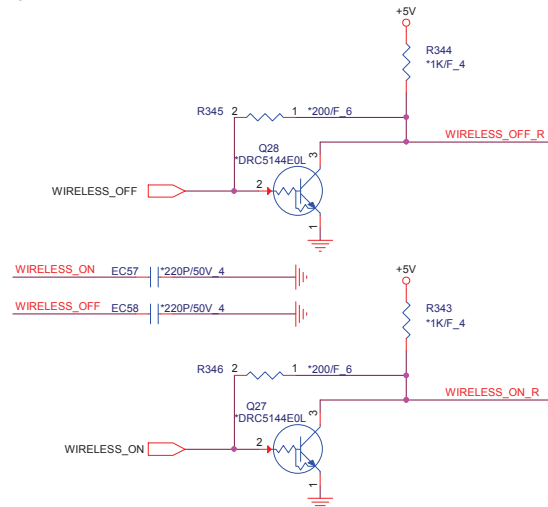 +5V
R344
*1K/F_4
R345 2 1 *200/F_6
WIRELESS_OFF_R
Q28
*DRC5144E0L
3
WIRELESS_OFF 2
1
WIRELESS_ON EC57 *220P/50V_4
WIRELESS_OFF EC58 *220P/50V_4
+5V
R343
*1K/F_4
R346 2 1 *200/F_6
WIRELESS_ON_R
Q27
*DRC5144E0L
3
WIRELESS_ON 2
1